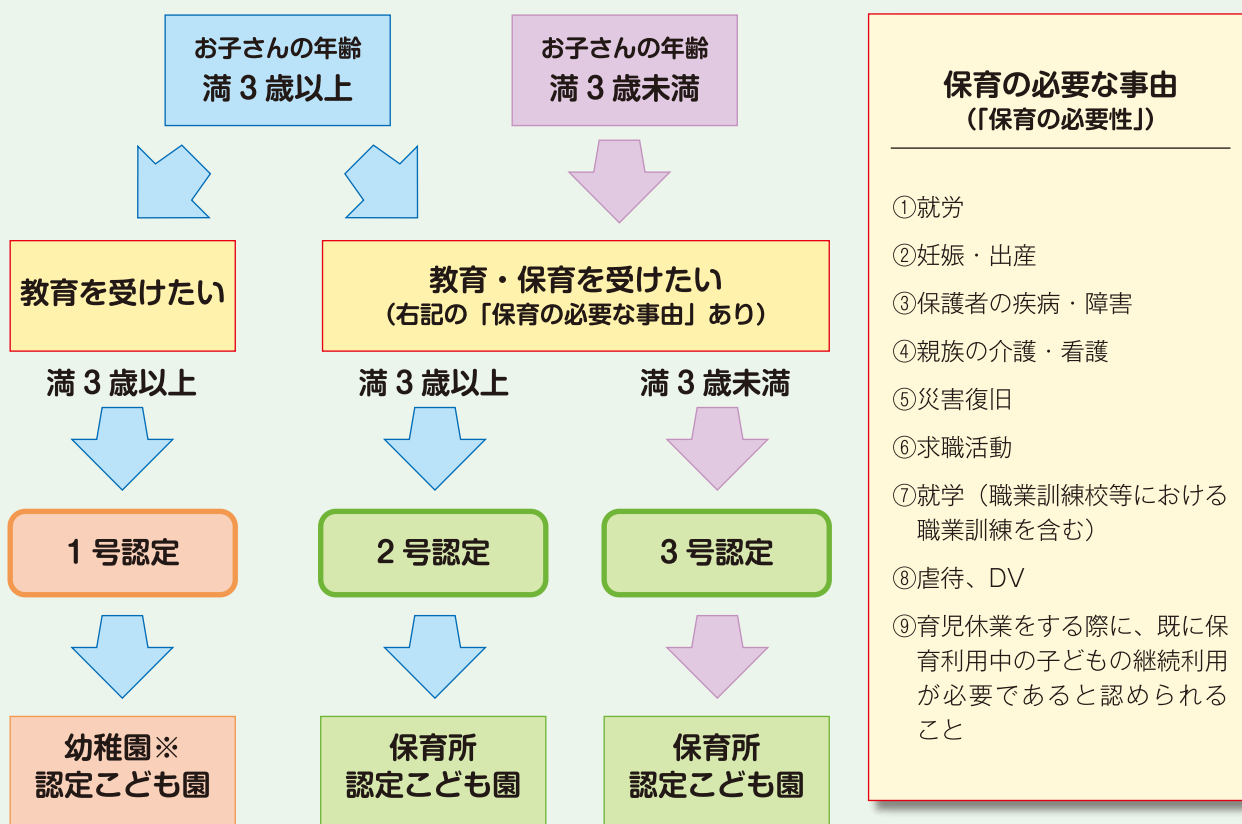 お子さんの年齢
満3歳以上
お子さんの年齢
満3歳未満
教育を受けたい
教育・保育を受けたい
(右記の「保育の必要な事由」あり)
満3歳以上
満3歳以上
満3歳未満
1号認定
2号認定
3号認定
幼稚園※
認定こども園
保育所
認定こども園
保育所
認定こども園
保育の必要な事由
(「保育の必要性」)
①就労
②妊娠・出産
③保護者の疾病・障害
④親族の介護・看護
⑤災害復旧
⑥求職活動
⑦就学(職業訓練校等における
職業訓練を含む)
⑧虐待、DV
⑨育児休業をする際に、既に保
育利用中の子どもの継続利用
が必要であると認められる
こと